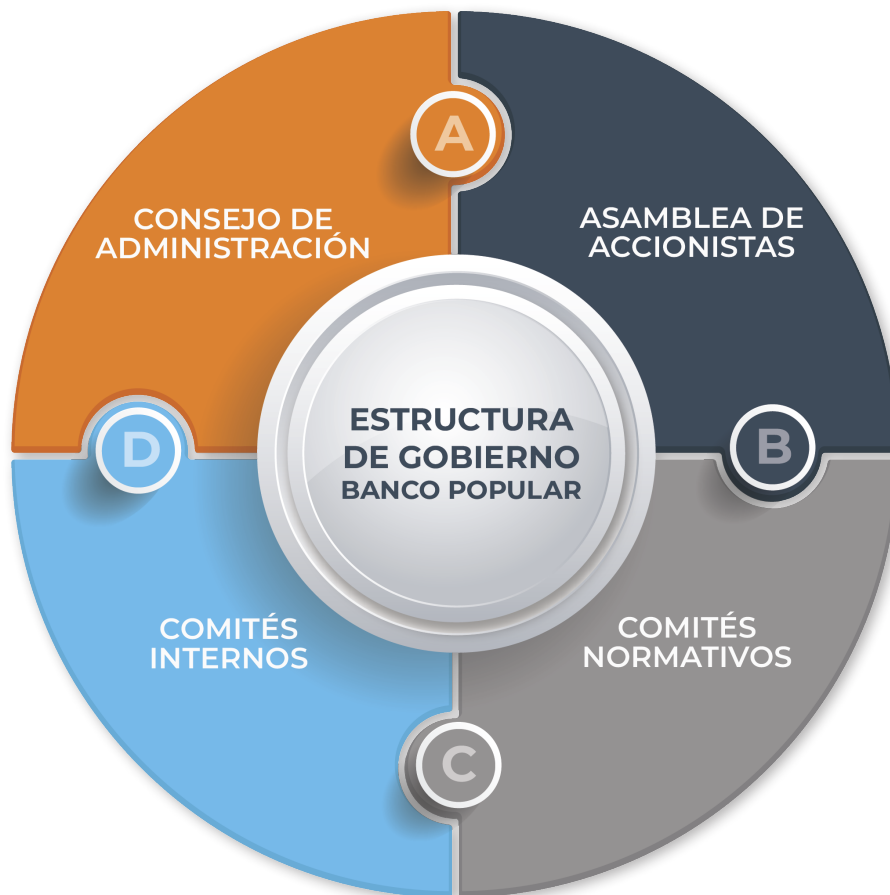 A
CONSEJO DE
ADMINISTRACIÓN
ASAMBLEA DE
ACCIONISTAS
ESTRUCTURA
DE GOBIERNO
BANCO POPULAR
D
B
COMITÉS
INTERNOS
COMITÉS
NORMATIVOS
C